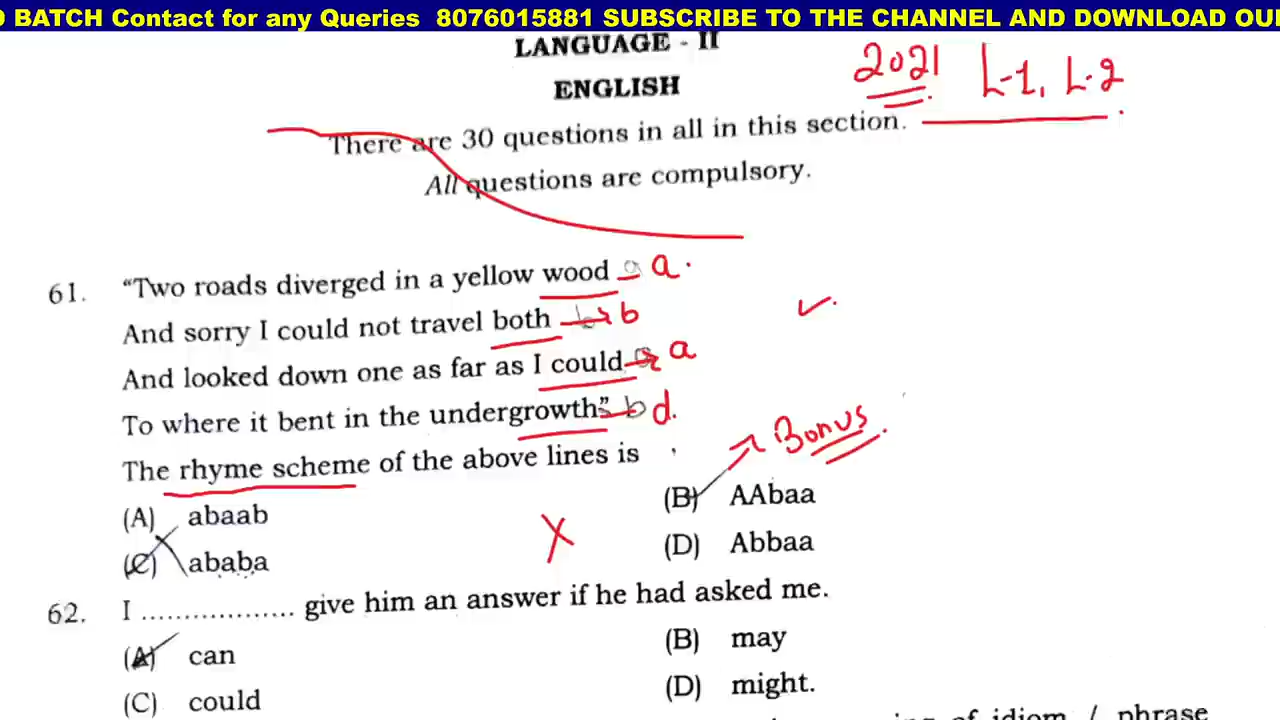 BATCH Contact for any Queries 8076015881 SUBSCRIBE TO THE CHANNEL AND DOWNLOAD
LANGUAGE - II
2021 L-1, L-2
ENGLISH
There are 30 questions in all in this section.
All questions are compulsory.
61. “Two roads diverged in a yellow wood a.
And sorry I could not travel both b b
And looked down one as far as I could a
To where it bent in the undergrowth” b d.
Bonus
The rhyme scheme of the above lines is
(A) abaab (B) AAbaa
(C) ababa (D) Abbaa
62. I .................. give him an answer if he had asked me.
(A) can (B) may
(C) could (D) might.
of idiom / phrase